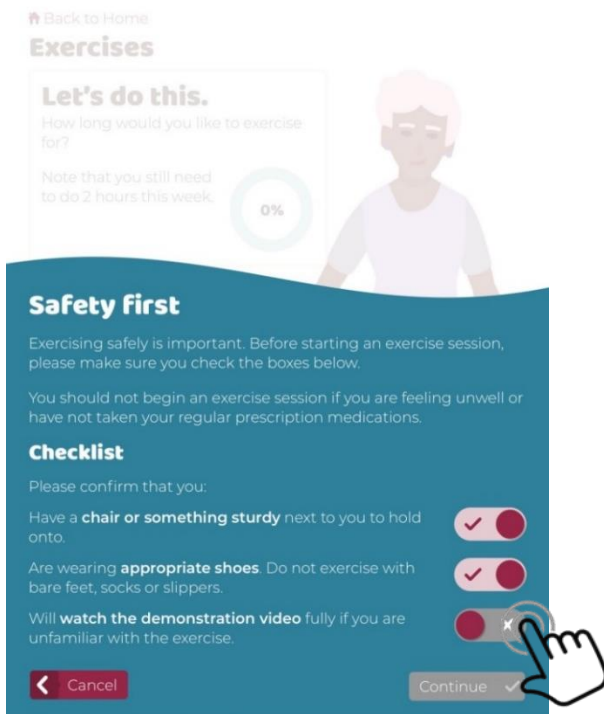 Back to Home
Exercises
Let's do this.
How long would you like to exercise
for?
Note that you still need
to do 2 hours this week.
0%
Safety first
Exercising safely is important. Before starting an exercise session,
please make sure you check the boxes below.
You should not begin an exercise session if you are feeling unwell or
have not taken your regular prescription medications.
Checklist
Please confirm that you:
Have a chair or something sturdy next to you to hold
onto.
Are wearing appropriate shoes. Do not exercise with
bare feet, socks or slippers.
Will watch the demonstration video fully if you are
unfamiliar with the exercise.
Cancel
Continue